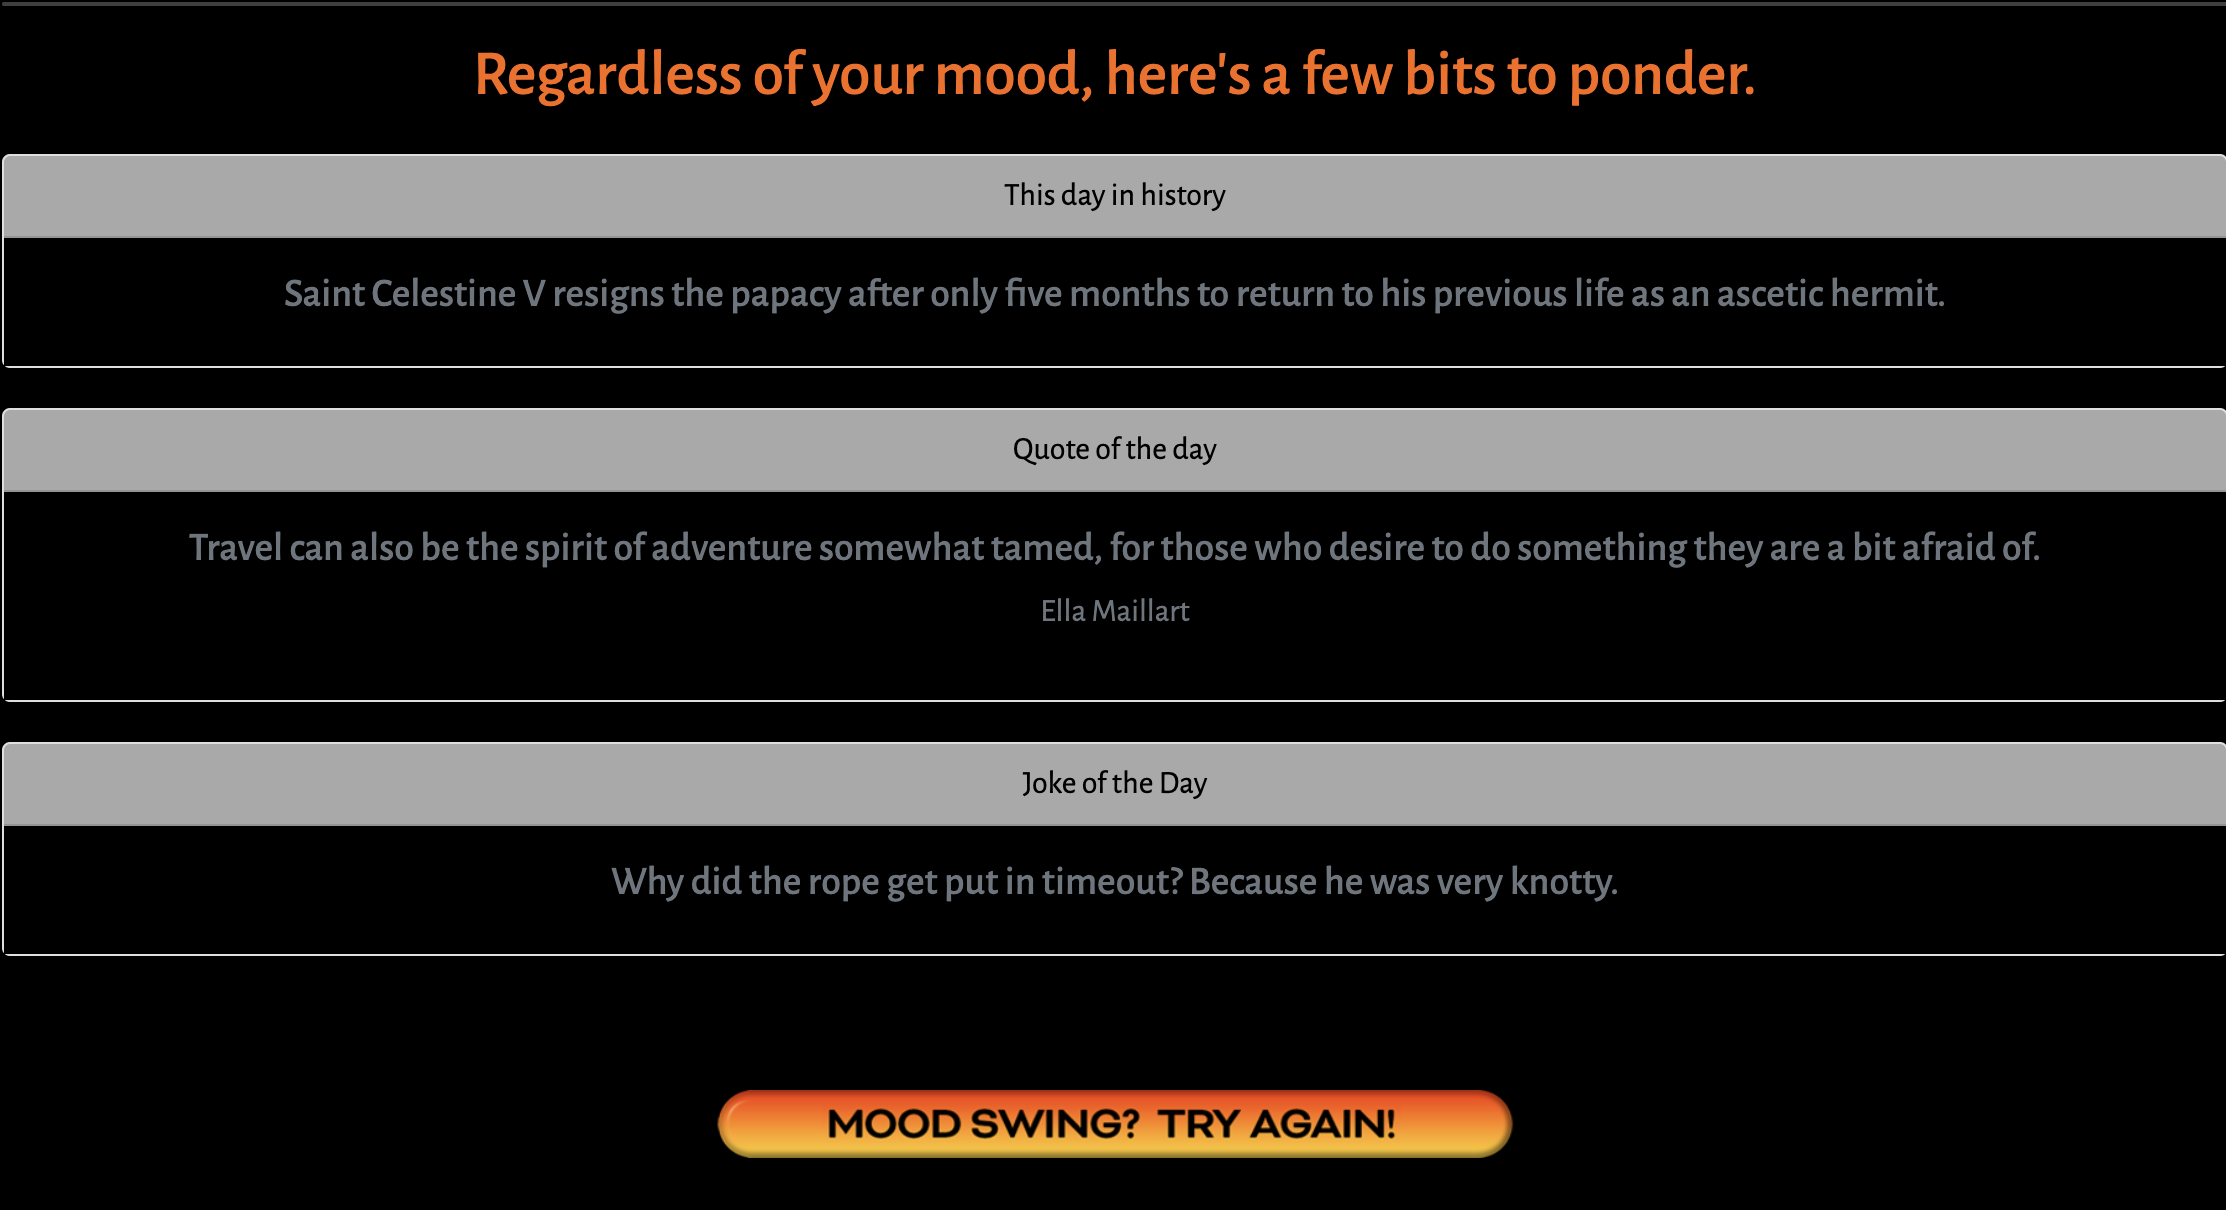 Regardless of your mood, here's a few bits to ponder.
This day in history
Saint Celestine V resigns the papacy after only five months to return to his previous life as an ascetic hermit.
Quote of the day
Travel can also be the spirit of adventure somewhat tamed, for those who desire to do something they are a bit afraid of.
Ella Maillart
Joke of the Day
Why did the rope get put in timeout? Because he was very knotty.
MOOD SWING? TRY AGAIN!